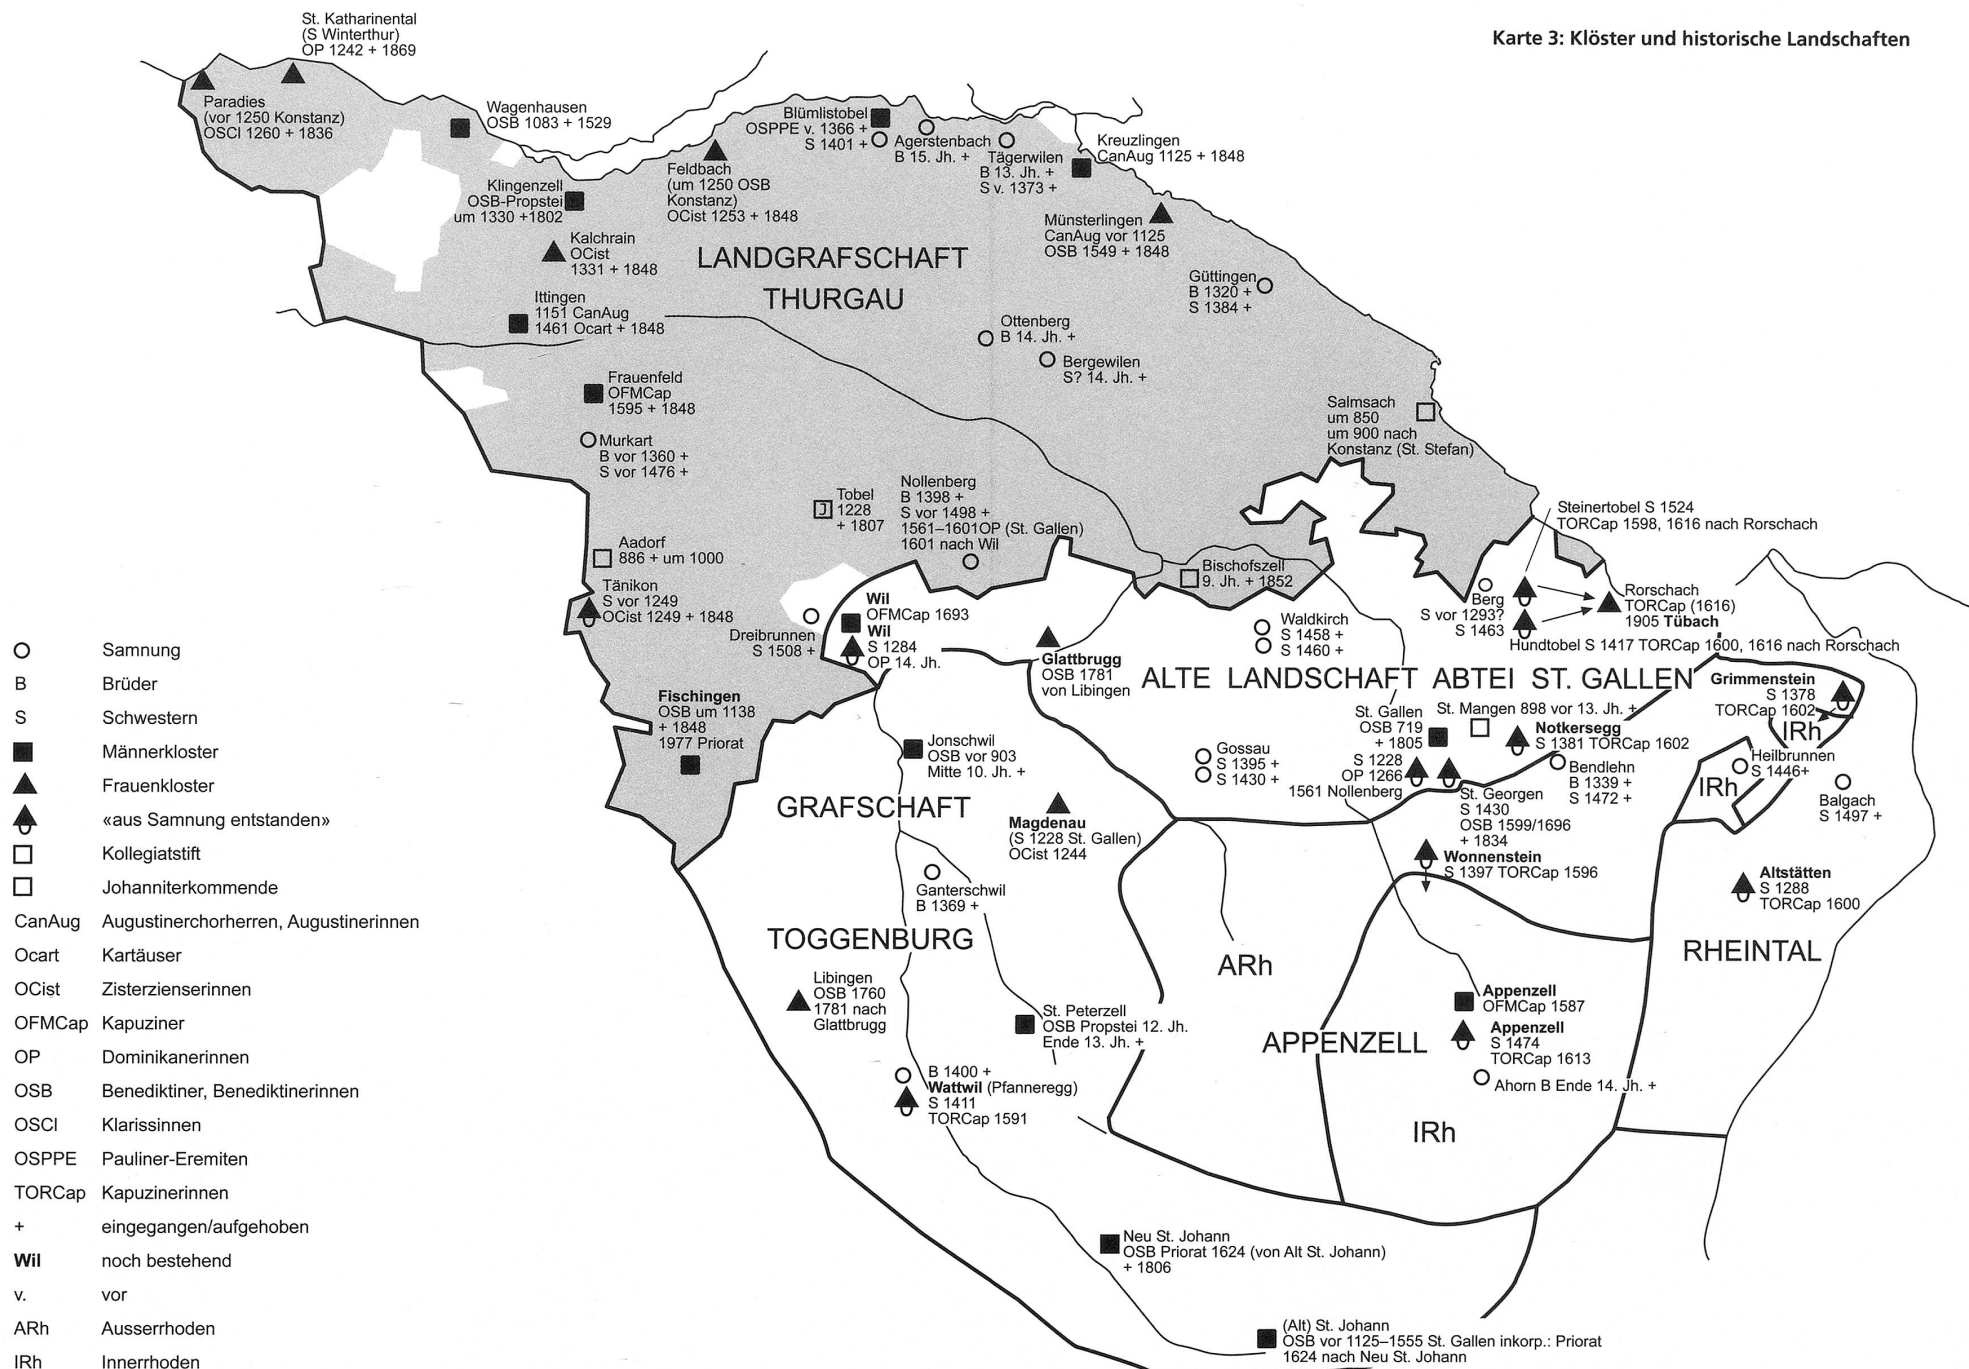 Karte 3: Klöster und historische Landschaften
St. Katharinental
(S Winterthur)
OP 1242 + 1869
Paradies
(vor 1250 Konstanz)
OSCl 1260 + 1836
Wagenhausen
OSB 1083 + 1529
Blümlistobel
OSPPE v. 1366 +
S 1401 +
Agerstenbach
B 15. Jh. +
Tägerwilen
B 13. Jh. +
S v. 1373 +
Kreuzlingen
CanAug 1125 + 1848
Klingenzell
OSB-Propstei
um 1330 +1802
Feldbach
(um 1250 OSB
Konstanz)
OCist 1253 + 1848
Münsterlingen
CanAug vor 1125
OSB 1549 + 1848
Kalchrain
OCist
1331 + 1848
LANDGRAFSCHAFT
THURGAU
Güttingen
B 1320 +
S 1384 +
Ittingen
1151 CanAug
1461 Ocart + 1848
Ottenberg
B 14. Jh. +
Bergewilen
S? 14. Jh. +
Frauenfeld
OFMCap
1595 + 1848
Salmsach
um 850
um 900 nach
Konstanz (St. Stefan)
Murkart
B vor 1360 +
S vor 1476 +
Tobel
1228
+ 1807
J
Nollenberg
B 1398 +
S vor 1498 +
1561–1601OP (St. Gallen)
1601 nach Wil
Steinertobel S 1524
TORCap 1598, 1616 nach Rorschach
Aadorf
886 + um 1000
Bischofszell
9. Jh. + 1852
Tänikon
S vor 1249
OCist 1249 + 1848
Wil
OFMCap 1693
Wil
S 1284
OP 14. Jh.
Dreibrunnen
S 1508 +
Waldkirch
S 1458 +
S 1460 +
Berg
S vor 1293?
S 1463
Rorschach
TORCap (1616)
1905 Tübach
Hundtobel S 1417 TORCap 1600, 1616 nach Rorschach
Glattbrugg
OSB 1781
von Libingen
ALTE LANDSCHAFT ABTEI ST. GALLEN
Grimmenstein
S 1378
TORCap 1602
IRh
Fischingen
OSB um 1138
+ 1848
1977 Priorat
St. Gallen
OSB 719
+ 1805
S 1228
OP 1266
1561 Nollenberg
St. Mangen 898 vor 13. Jh. +
Notkersegg
S 1381 TORCap 1602
Jonschwil
OSB vor 903
Mitte 10. Jh. +
Gossau
S 1395 +
S 1430 +
Bendlehn
B 1339 +
S 1472 +
Heilbrunnen
S 1446+
IRh
Balgach
S 1497 +
GRAFSCHAFT
Magdenau
(S 1228 St. Gallen)
OCist 1244
St. Georgen
S 1430
OSB 1599/1696
+ 1834
Wonnenstein
S 1397 TORCap 1596
Altstätten
S 1288
TORCap 1600
Ganterschwil
B 1369 +
TOGGENBURG
ARh
RHEINTAL
Libingen
OSB 1760
1781 nach
Glattbrugg
St. Peterzell
OSB Propstei 12. Jh.
Ende 13. Jh. +
Appenzell
OFMCap 1587
APPENZELL
Appenzell
S 1474
TORCap 1613
Ahorn B Ende 14. Jh. +
B 1400 +
Wattwil (Pfanneregg)
S 1411
TORCap 1591
IRh
Neu St. Johann
OSB Priorat 1624 (von Alt St. Johann)
+ 1806
(Alt) St. Johann
OSB vor 1125–1555 St. Gallen inkorp.: Priorat
1624 nach Neu St. Johann
Samnung
B Brüder
S Schwestern
Männerkloster
Frauenkloster
«aus Samnung entstanden»
Kollegiatstift
Johanniterkommende
CanAug Augustinerchorherren, Augustinerinnen
Ocart Kartäuser
OCist Zisterzienserinnen
OFMCap Kapuziner
OP Dominikanerinnen
OSB Benediktiner, Benediktinerinnen
OSCl Klarissinnen
OSPPE Pauliner-Eremiten
TORCap Kapuzinerinnen
+ eingegangen/aufgehoben
Wil noch bestehend
v. vor
ARh Ausserrhoden
IRh Innerrhoden